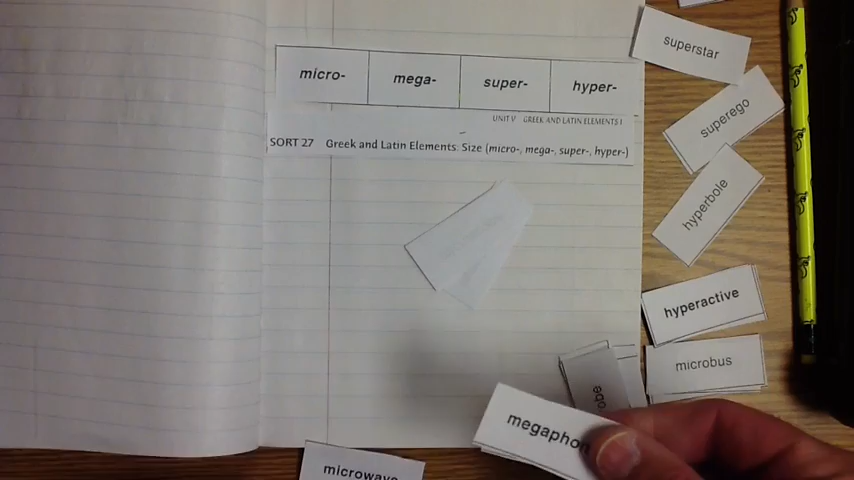 superstar
micro- mega- super- hyper-
superego
UNIT V GREEK AND LATIN ELEMENTS I
SORT 27 Greek and Latin Elements: Size (micro-, mega-, super-, hyper-)
hyperbole
hyperactive
microbus
obe
megaphon
microwave